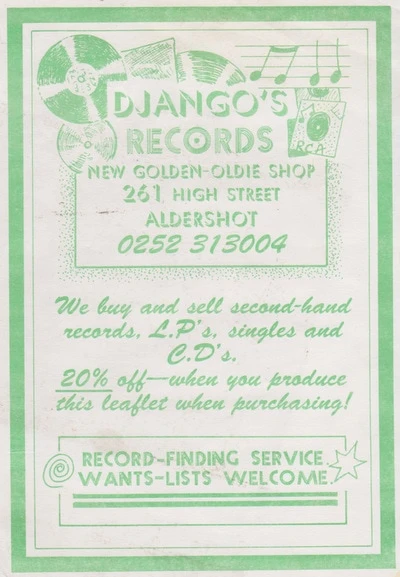 DJANGO'S
RECORDS
RCA
NEW GOLDEN-OLDIE SHOP
261 HIGH STREET
ALDERSHOT
0252 313004
We buy and sell second-hand
records, L.P's, singles and
C.D's.
20% off—when you produce
this leaflet when purchasing!
RECORD-FINDING SERVICE.
WANTS-LISTS WELCOME.